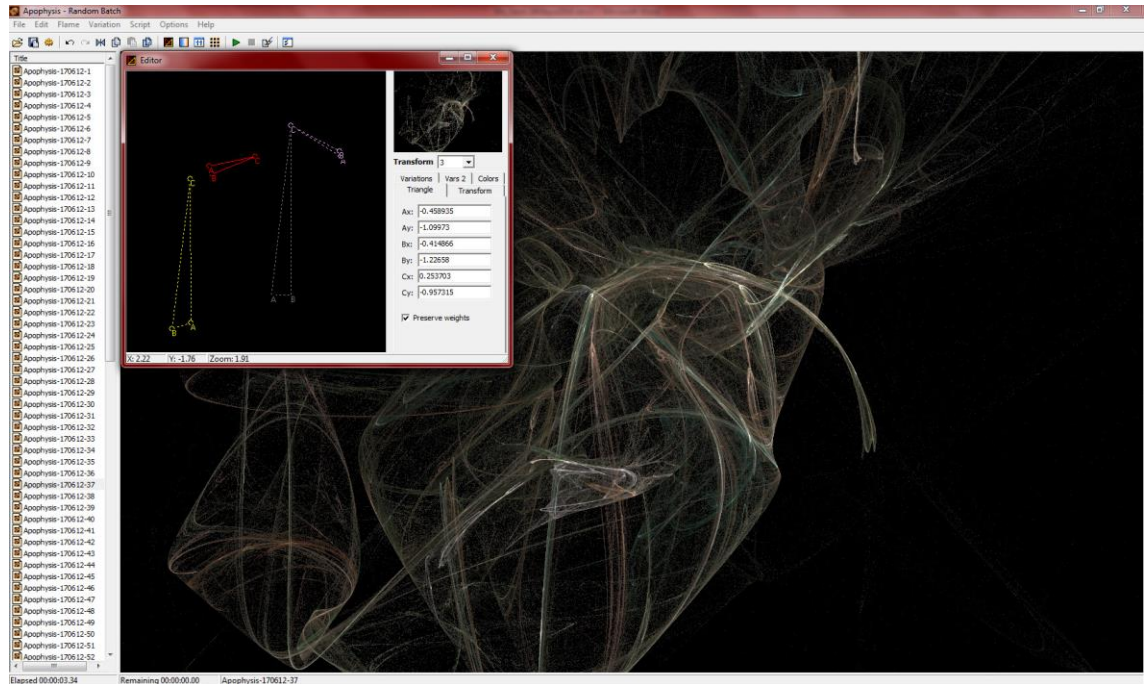 Apophysis - Random Batch
File Edit Flame Variation Script Options Help
Title
Apophysis-170612-1
Apophysis-170612-2
Apophysis-170612-3
Apophysis-170612-4
Apophysis-170612-5
Apophysis-170612-6
Apophysis-170612-7
Apophysis-170612-8
Apophysis-170612-9
Apophysis-170612-10
Apophysis-170612-11
Apophysis-170612-12
Apophysis-170612-13
Apophysis-170612-14
Apophysis-170612-15
Apophysis-170612-16
Apophysis-170612-17
Apophysis-170612-18
Apophysis-170612-19
Apophysis-170612-20
Apophysis-170612-21
Apophysis-170612-22
Apophysis-170612-23
Apophysis-170612-24
Apophysis-170612-25
Apophysis-170612-26
Apophysis-170612-27
Apophysis-170612-28
Apophysis-170612-29
Apophysis-170612-30
Apophysis-170612-31
Apophysis-170612-32
Apophysis-170612-33
Apophysis-170612-34
Apophysis-170612-35
Apophysis-170612-36
Apophysis-170612-37
Apophysis-170612-38
Apophysis-170612-39
Apophysis-170612-40
Apophysis-170612-41
Apophysis-170612-42
Apophysis-170612-43
Apophysis-170612-44
Apophysis-170612-45
Apophysis-170612-46
Apophysis-170612-47
Apophysis-170612-48
Apophysis-170612-49
Apophysis-170612-50
Apophysis-170612-51
Apophysis-170612-52
Editor
C
C
A
B
C
B
A
A B
Transform 3
Variations Vars 2 Colors
Triangle Transform
Ax: -0.458935
Ay: -1.09973
Bx: -0.414866
By: -1.22658
Cx: 0.253703
Cy: -0.957315
Preserve weights
X: 2.22 Y: -1.76 Zoom: 1.91
Elapsed 00:00:03.34 Remaining 00:00:00.00 Apophysis-170612-37